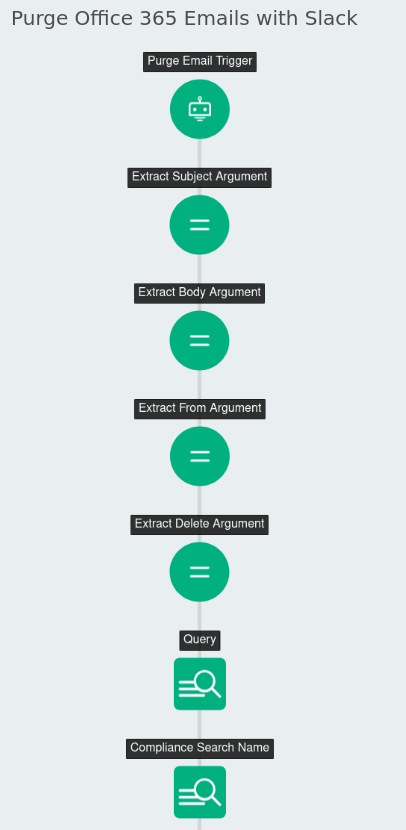 Purge Office 365 Emails with Slack
Purge Email Trigger
Extract Subject Argument
Extract Body Argument
Extract From Argument
Extract Delete Argument
Query
Compliance Search Name